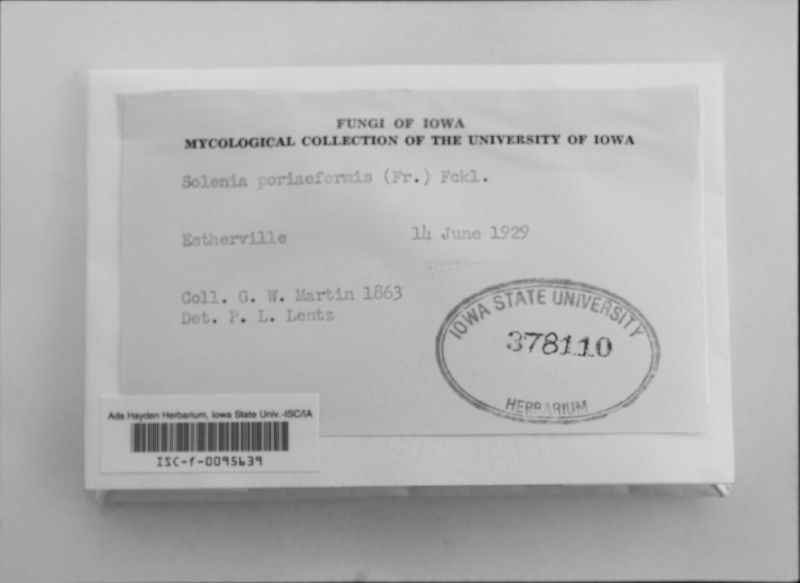 FUNGI OF IOWA
MYCOLOGICAL COLLECTION OF THE UNIVERSITY OF IOWA
Solenia poriaeformis (Fr.) Fckl.
Estherville 14 June 1929
Coll. G. W. Martin 1863
Det. P. L. Lentz
IOWA STATE UNIVERSITY
378110
HERBARIUM
Ada Hayden Herbarium, Iowa State Univ.-ISC/IA
ISC-f-0095639